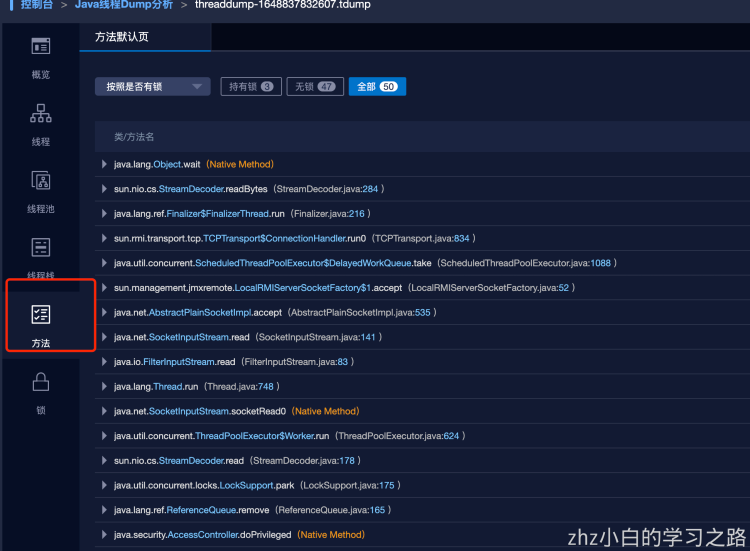 控制台 > Java线程Dump分析 > threaddump-1648837832607.tdump
方法默认页
概览
线程
线程池
线程栈
方法
锁
按照是否有锁 持有锁 3 无锁 47 全部 50
类/方法名
java.lang.Object.wait (Native Method)
sun.nio.cs.StreamDecoder.readBytes (StreamDecoder.java:284 )
java.lang.ref.Finalizer$FinalizerThread.run (Finalizer.java:216 )
sun.rmi.transport.tcp.TCPTransport$ConnectionHandler.run0 (TCPTransport.java:834 )
java.util.concurrent.ScheduledThreadPoolExecutor$DelayedWorkQueue.take (ScheduledThreadPoolExecutor.java:1088 )
sun.management.jmxremote.LocalRMIServerSocketFactory$1.accept (LocalRMIServerSocketFactory.java:52 )
java.net.AbstractPlainSocketImpl.accept (AbstractPlainSocketImpl.java:535 )
java.net.SocketInputStream.read (SocketInputStream.java:141 )
java.io.FilterInputStream.read (FilterInputStream.java:83 )
java.lang.Thread.run (Thread.java:748 )
java.net.SocketInputStream.socketRead0 (Native Method)
java.util.concurrent.ThreadPoolExecutor$Worker.run (ThreadPoolExecutor.java:624 )
sun.nio.cs.StreamDecoder.read (StreamDecoder.java:178 )
java.util.concurrent.locks.LockSupport.park (LockSupport.java:175 )
java.lang.ref.ReferenceQueue.remove (ReferenceQueue.java:165 )
java.security.AccessController.doPrivileged (Native Method)
zhz小白的学习之路